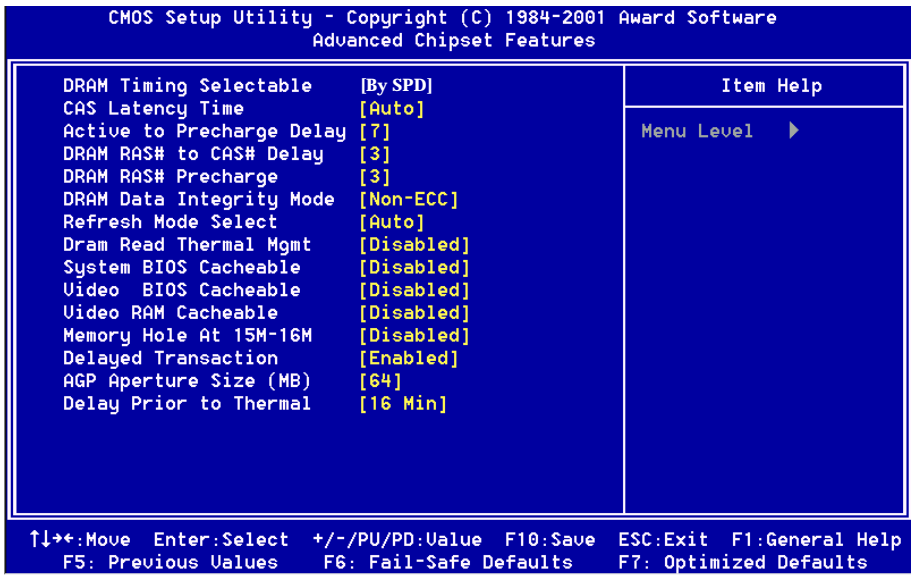 CMOS Setup Utility - Copyright (C) 1984-2001 Award Software
Advanced Chipset Features
DRAM Timing Selectable [By SPD]
CAS Latency Time [Auto]
Active to Precharge Delay [7]
DRAM RAS# to CAS# Delay [3]
DRAM RAS# Precharge [3]
DRAM Data Integrity Mode [Non-ECC]
Refresh Mode Select [Auto]
Dram Read Thermal Mgmt [Disabled]
System BIOS Cacheable [Disabled]
Video BIOS Cacheable [Disabled]
Video RAM Cacheable [Disabled]
Memory Hole At 15M-16M [Disabled]
Delayed Transaction [Enabled]
AGP Aperture Size (MB) [64]
Delay Prior to Thermal [16 Min]
Item Help
Menu Level ▶
↑↓→←:Move Enter:Select +/-/PU/PD:Value F10:Save ESC:Exit F1:General Help
F5: Previous Values F6: Fail-Safe Defaults F7: Optimized Defaults